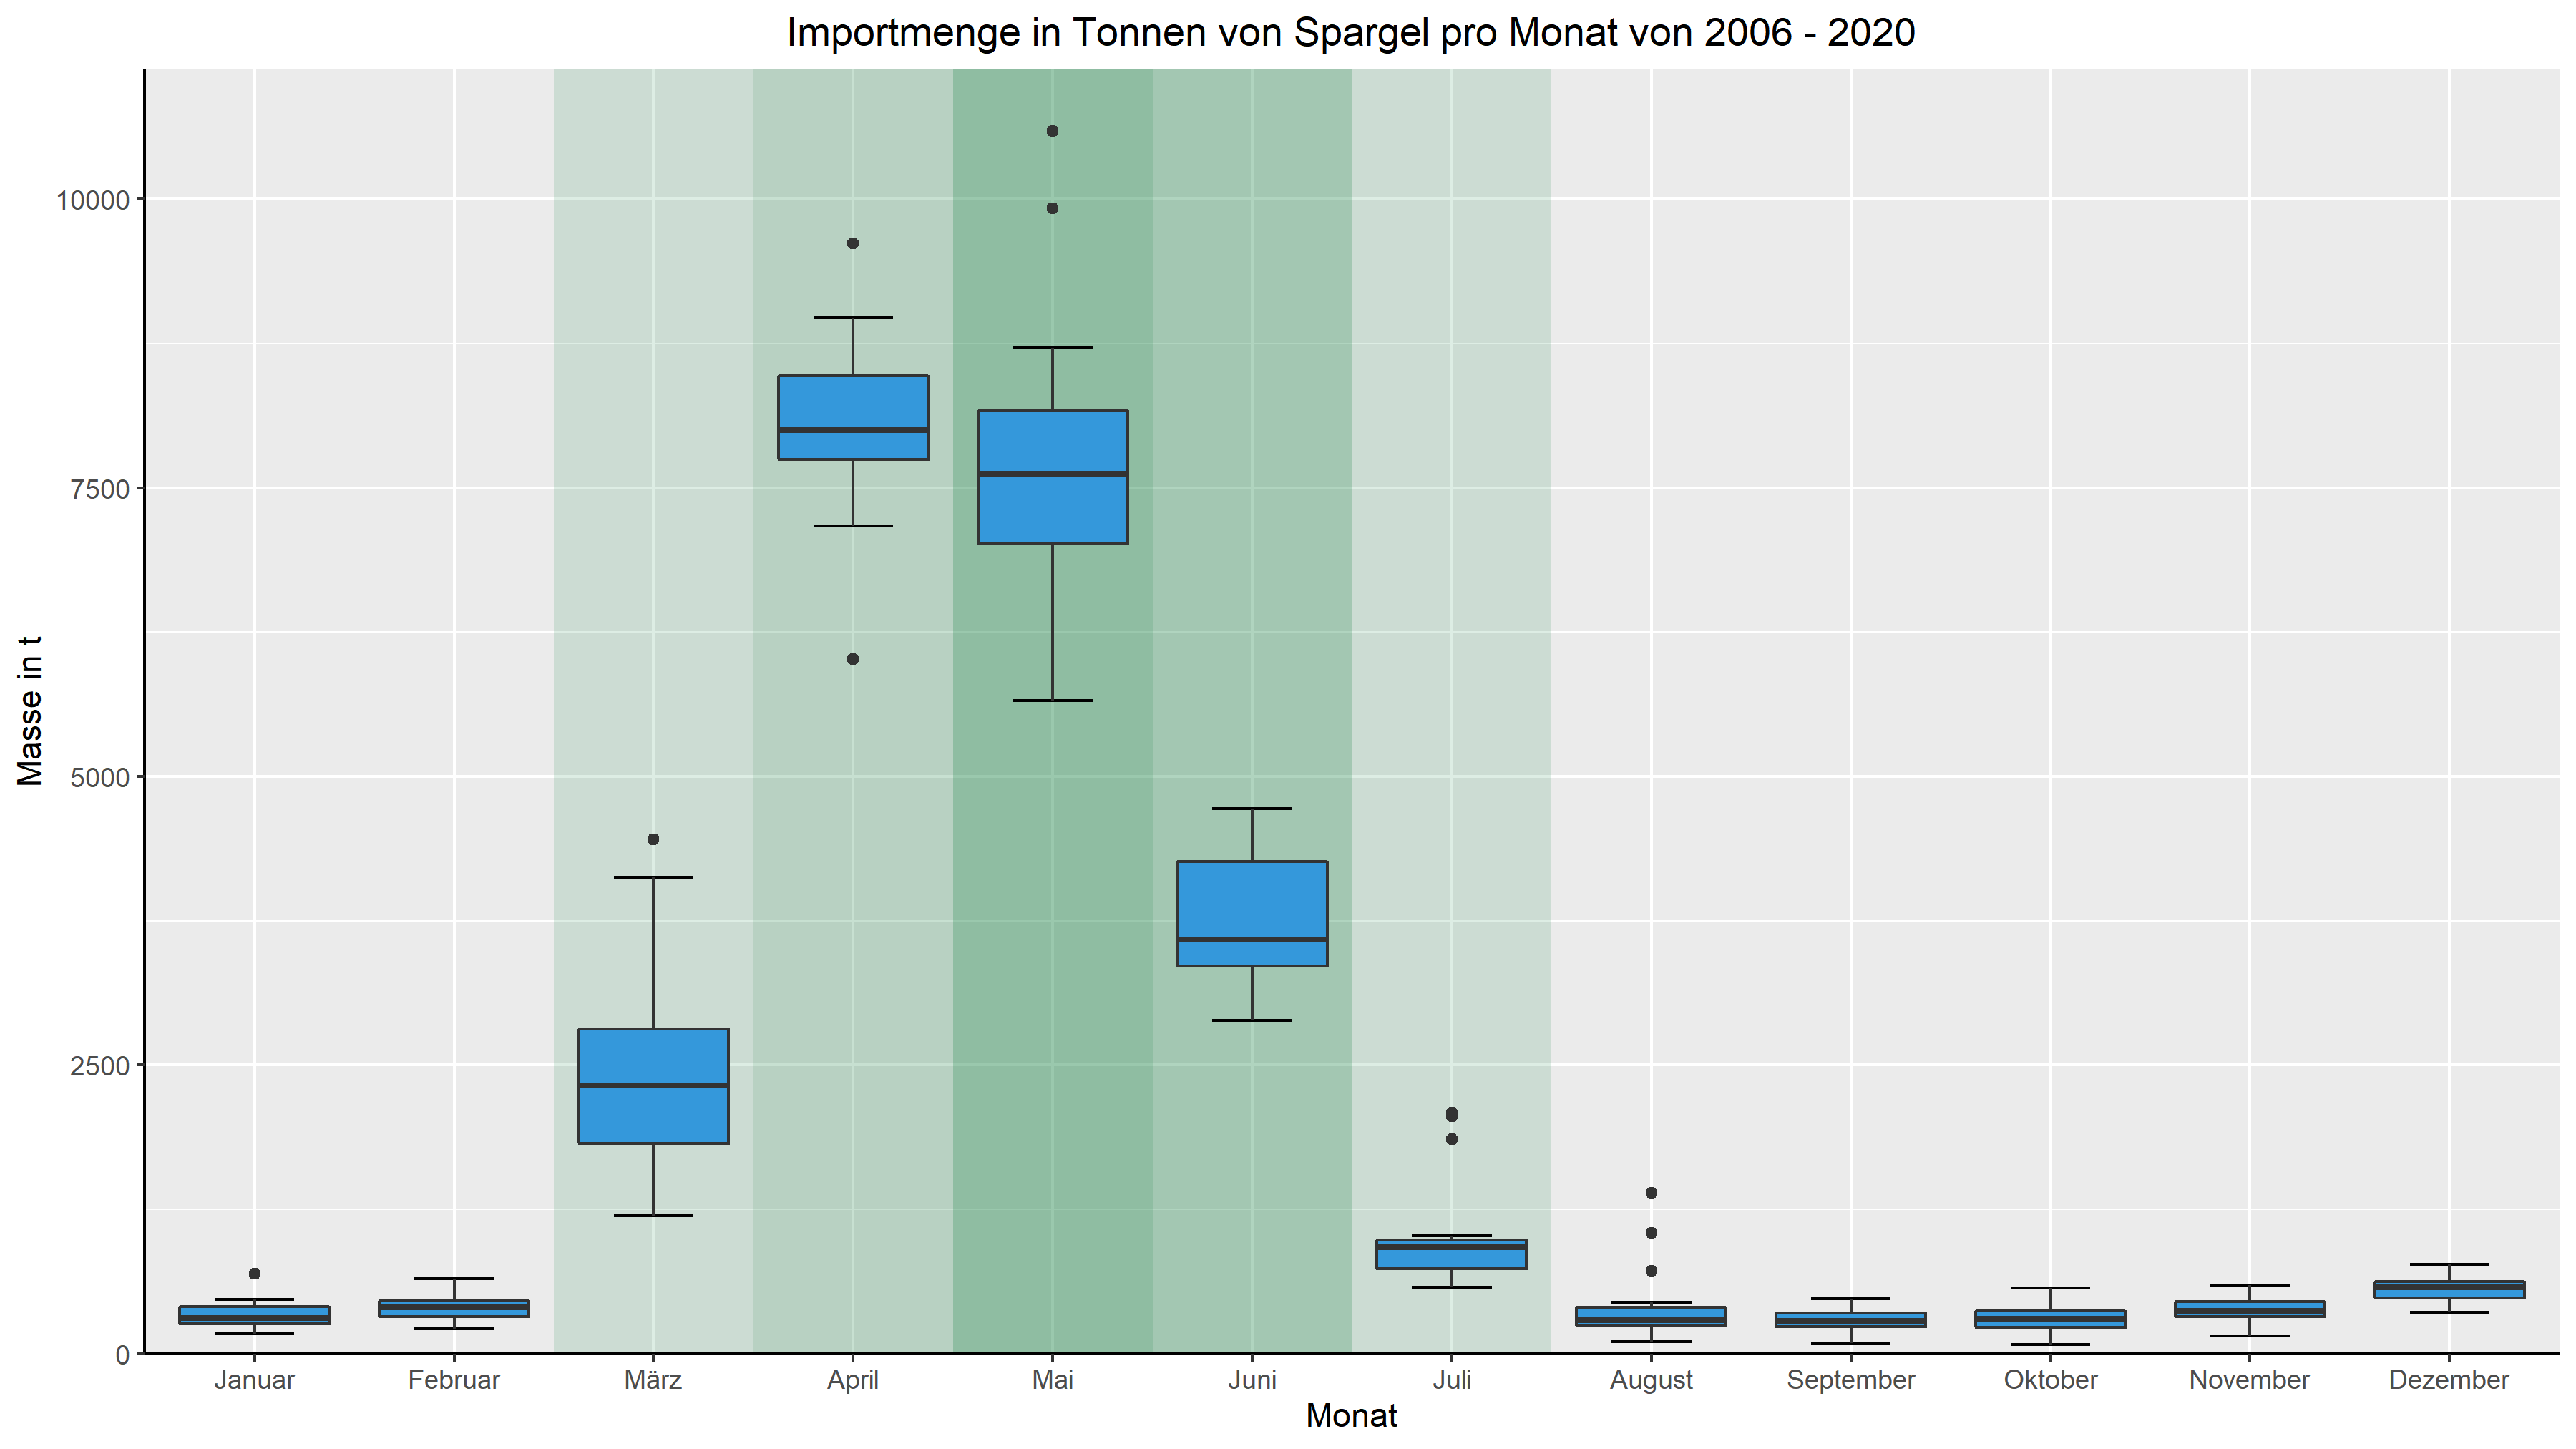 Importmenge in Tonnen von Spargel pro Monat von 2006 - 2020
Masse in t
10000
7500
5000
2500
0
Januar Februar März April Mai Juni Juli August September Oktober November Dezember
Monat